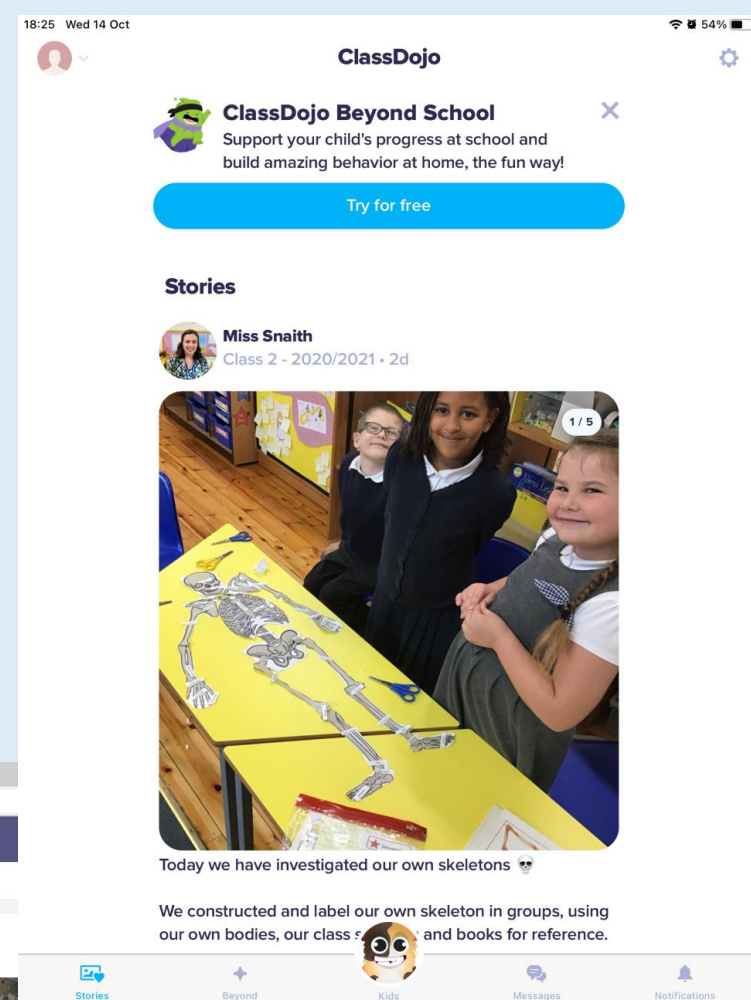 18:25 Wed 14 Oct
54%
ClassDojo
ClassDojo Beyond School
Support your child's progress at school and
build amazing behavior at home, the fun way!
Try for free
Stories
Miss Snaith
Class 2 - 2020/2021 • 2d
1 / 5
Today we have investigated our own skeletons 💀
We constructed and label our own skeleton in groups, using
our own bodies, our class and books for reference.
Stories
Beyond
Kids
Messages
Notifications